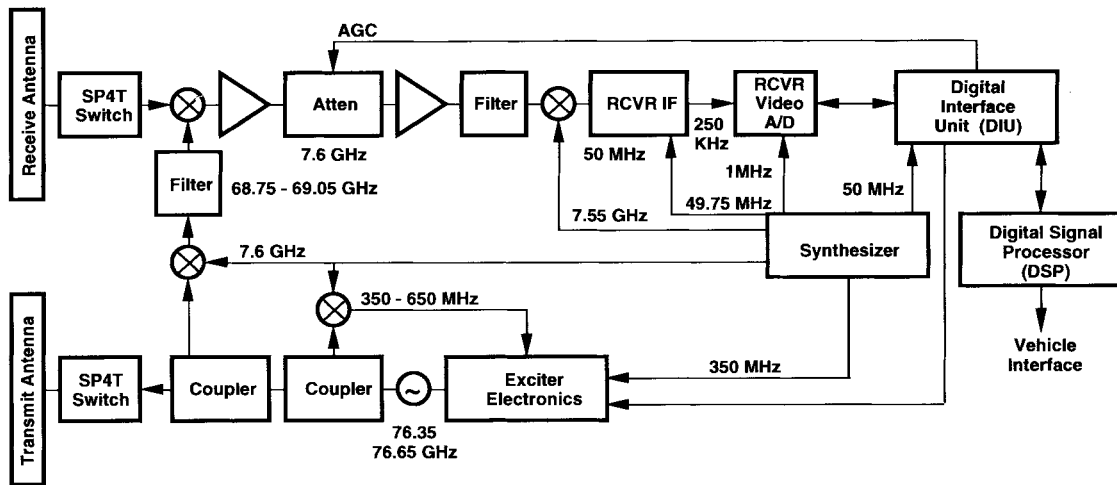 Receive Antenna
SP4T
Switch
AGC
Atten
7.6 GHz
Filter
RCVR IF
50 MHz
250
KHz
RCVR
Video
A/D
Digital
Interface
Unit (DIU)
Filter
68.75 - 69.05 GHz
7.55 GHz
49.75 MHz
1MHz
50 MHz
Synthesizer
Digital Signal
Processor
(DSP)
Vehicle
Interface
7.6 GHz
350 - 650 MHz
350 MHz
Transmit Antenna
SP4T
Switch
Coupler
Coupler
~
76.35
76.65 GHz
Exciter
Electronics